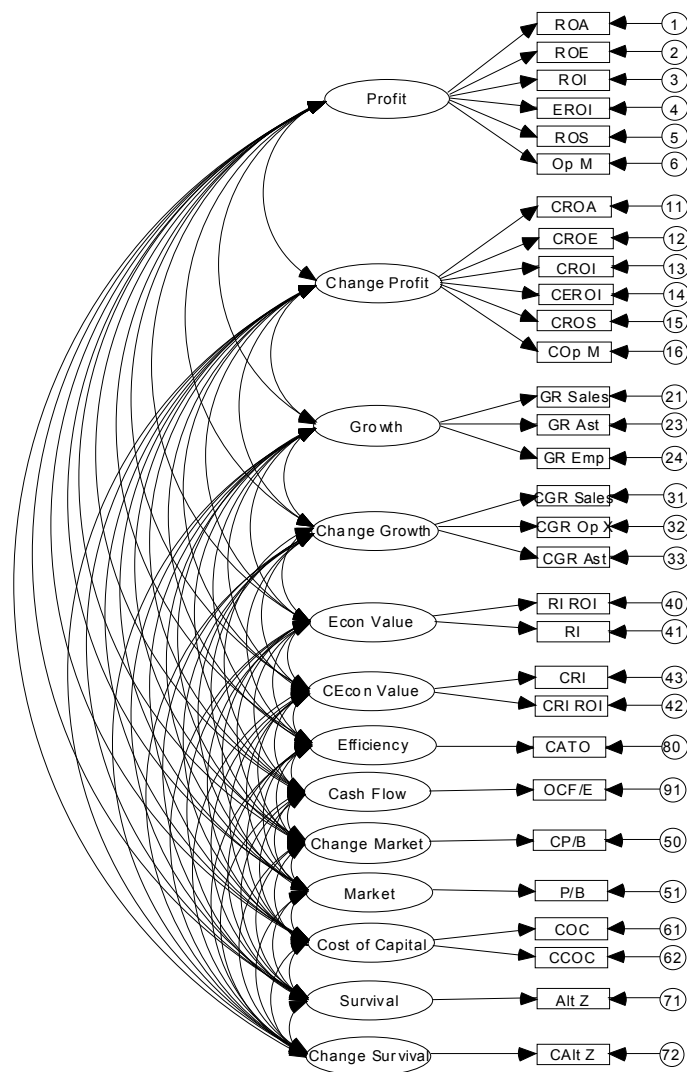 ROA 1
ROE 2
Profit ROI 3
EROI 4
ROS 5
Op M 6
CROA 11
CROE 12
CROI 13
Change Profit CEROI 14
CROS 15
COp M 16
GR Sales 21
Growth GR Ast 23
GR Emp 24
CGR Sales 31
Change Growth CGR Op X 32
CGR Ast 33
RI ROI 40
Econ Value RI 41
CRI 43
CEcon Value CRI ROI 42
Efficiency CATO 80
Cash Flow OCF/E 91
Change Market CP/B 50
Market P/B 51
COC 61
Cost of Capital CCOC 62
Survival Alt Z 71
Change Survival CAlt Z 72